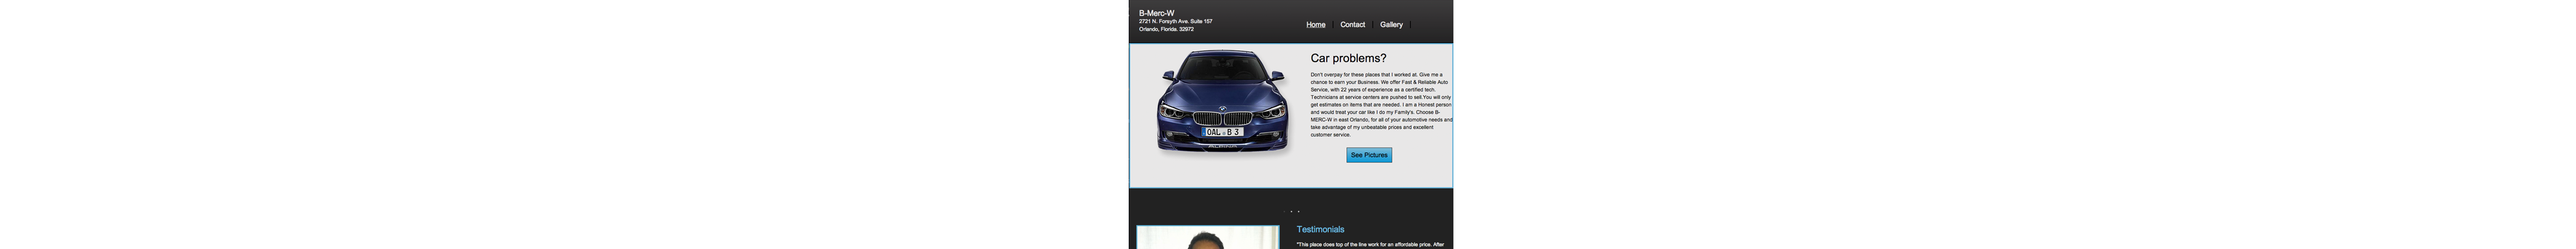 B-Merc-W
2721 N. Forsyth Ave. Suite 157
Orlando, Florida. 32972
Home
Contact
Gallery
Car problems?
Don't overpay for these places that I worked at. Give me a
chance to earn your Business. We offer Fast & Reliable Auto
Service, with 22 years of experience as a certified tech.
Technicians at service centers are pushed to sell.You will only
get estimates on items that are needed. I am a Honest person
and would treat your car like I do my Family's. Choose B-
MERC-W in east Orlando, for all of your automotive needs and
take advantage of my unbeatable prices and excellent
customer service.
OAL B 3
ALPINA
See Pictures
Testimonials
"This place does top of the line work for an affordable price. After